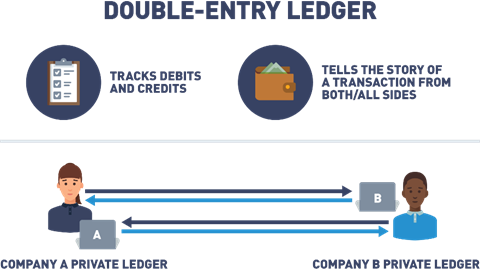 DOUBLE-ENTRY LEDGER
TRACKS DEBITS
AND CREDITS
TELLS THE STORY OF
A TRANSACTION FROM
BOTH/ALL SIDES
B
A
COMPANY A PRIVATE LEDGER
COMPANY B PRIVATE LEDGER